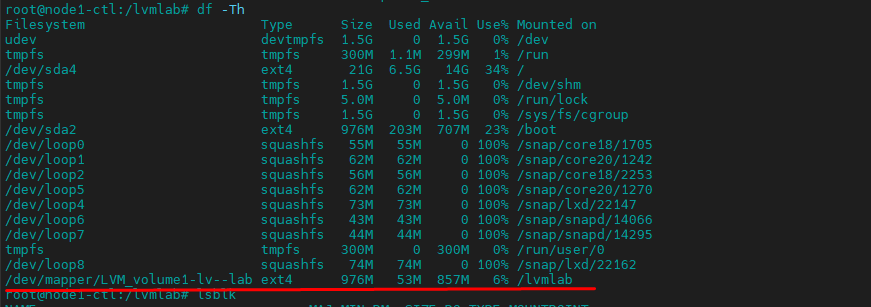 root@node1-ctl:/lvmlab# df -Th
Filesystem Type Size Used Avail Use% Mounted on
udev devtmpfs 1.5G 0 1.5G 0% /dev
tmpfs tmpfs 300M 1.1M 299M 1% /run
/dev/sda4 ext4 21G 6.5G 14G 34% /
tmpfs tmpfs 1.5G 0 1.5G 0% /dev/shm
tmpfs tmpfs 5.0M 0 5.0M 0% /run/lock
tmpfs tmpfs 1.5G 0 1.5G 0% /sys/fs/cgroup
/dev/sda2 ext4 976M 203M 707M 23% /boot
/dev/loop0 squashfs 55M 55M 0 100% /snap/core18/1705
/dev/loop1 squashfs 62M 62M 0 100% /snap/core20/1242
/dev/loop2 squashfs 56M 56M 0 100% /snap/core18/2253
/dev/loop5 squashfs 62M 62M 0 100% /snap/core20/1270
/dev/loop4 squashfs 73M 73M 0 100% /snap/lxd/22147
/dev/loop6 squashfs 43M 43M 0 100% /snap/snapd/14066
/dev/loop7 squashfs 44M 44M 0 100% /snap/snapd/14295
tmpfs tmpfs 300M 0 300M 0% /run/user/0
/dev/loop8 squashfs 74M 74M 0 100% /snap/lxd/22162
/dev/mapper/LVM_volume1-lv--lab ext4 976M 53M 857M 6% /lvmlab
root@node1-ctl:/lvmlab# lsblk
NAME MAJ:MIN RM SIZE RO TYPE MOUNTPOINT